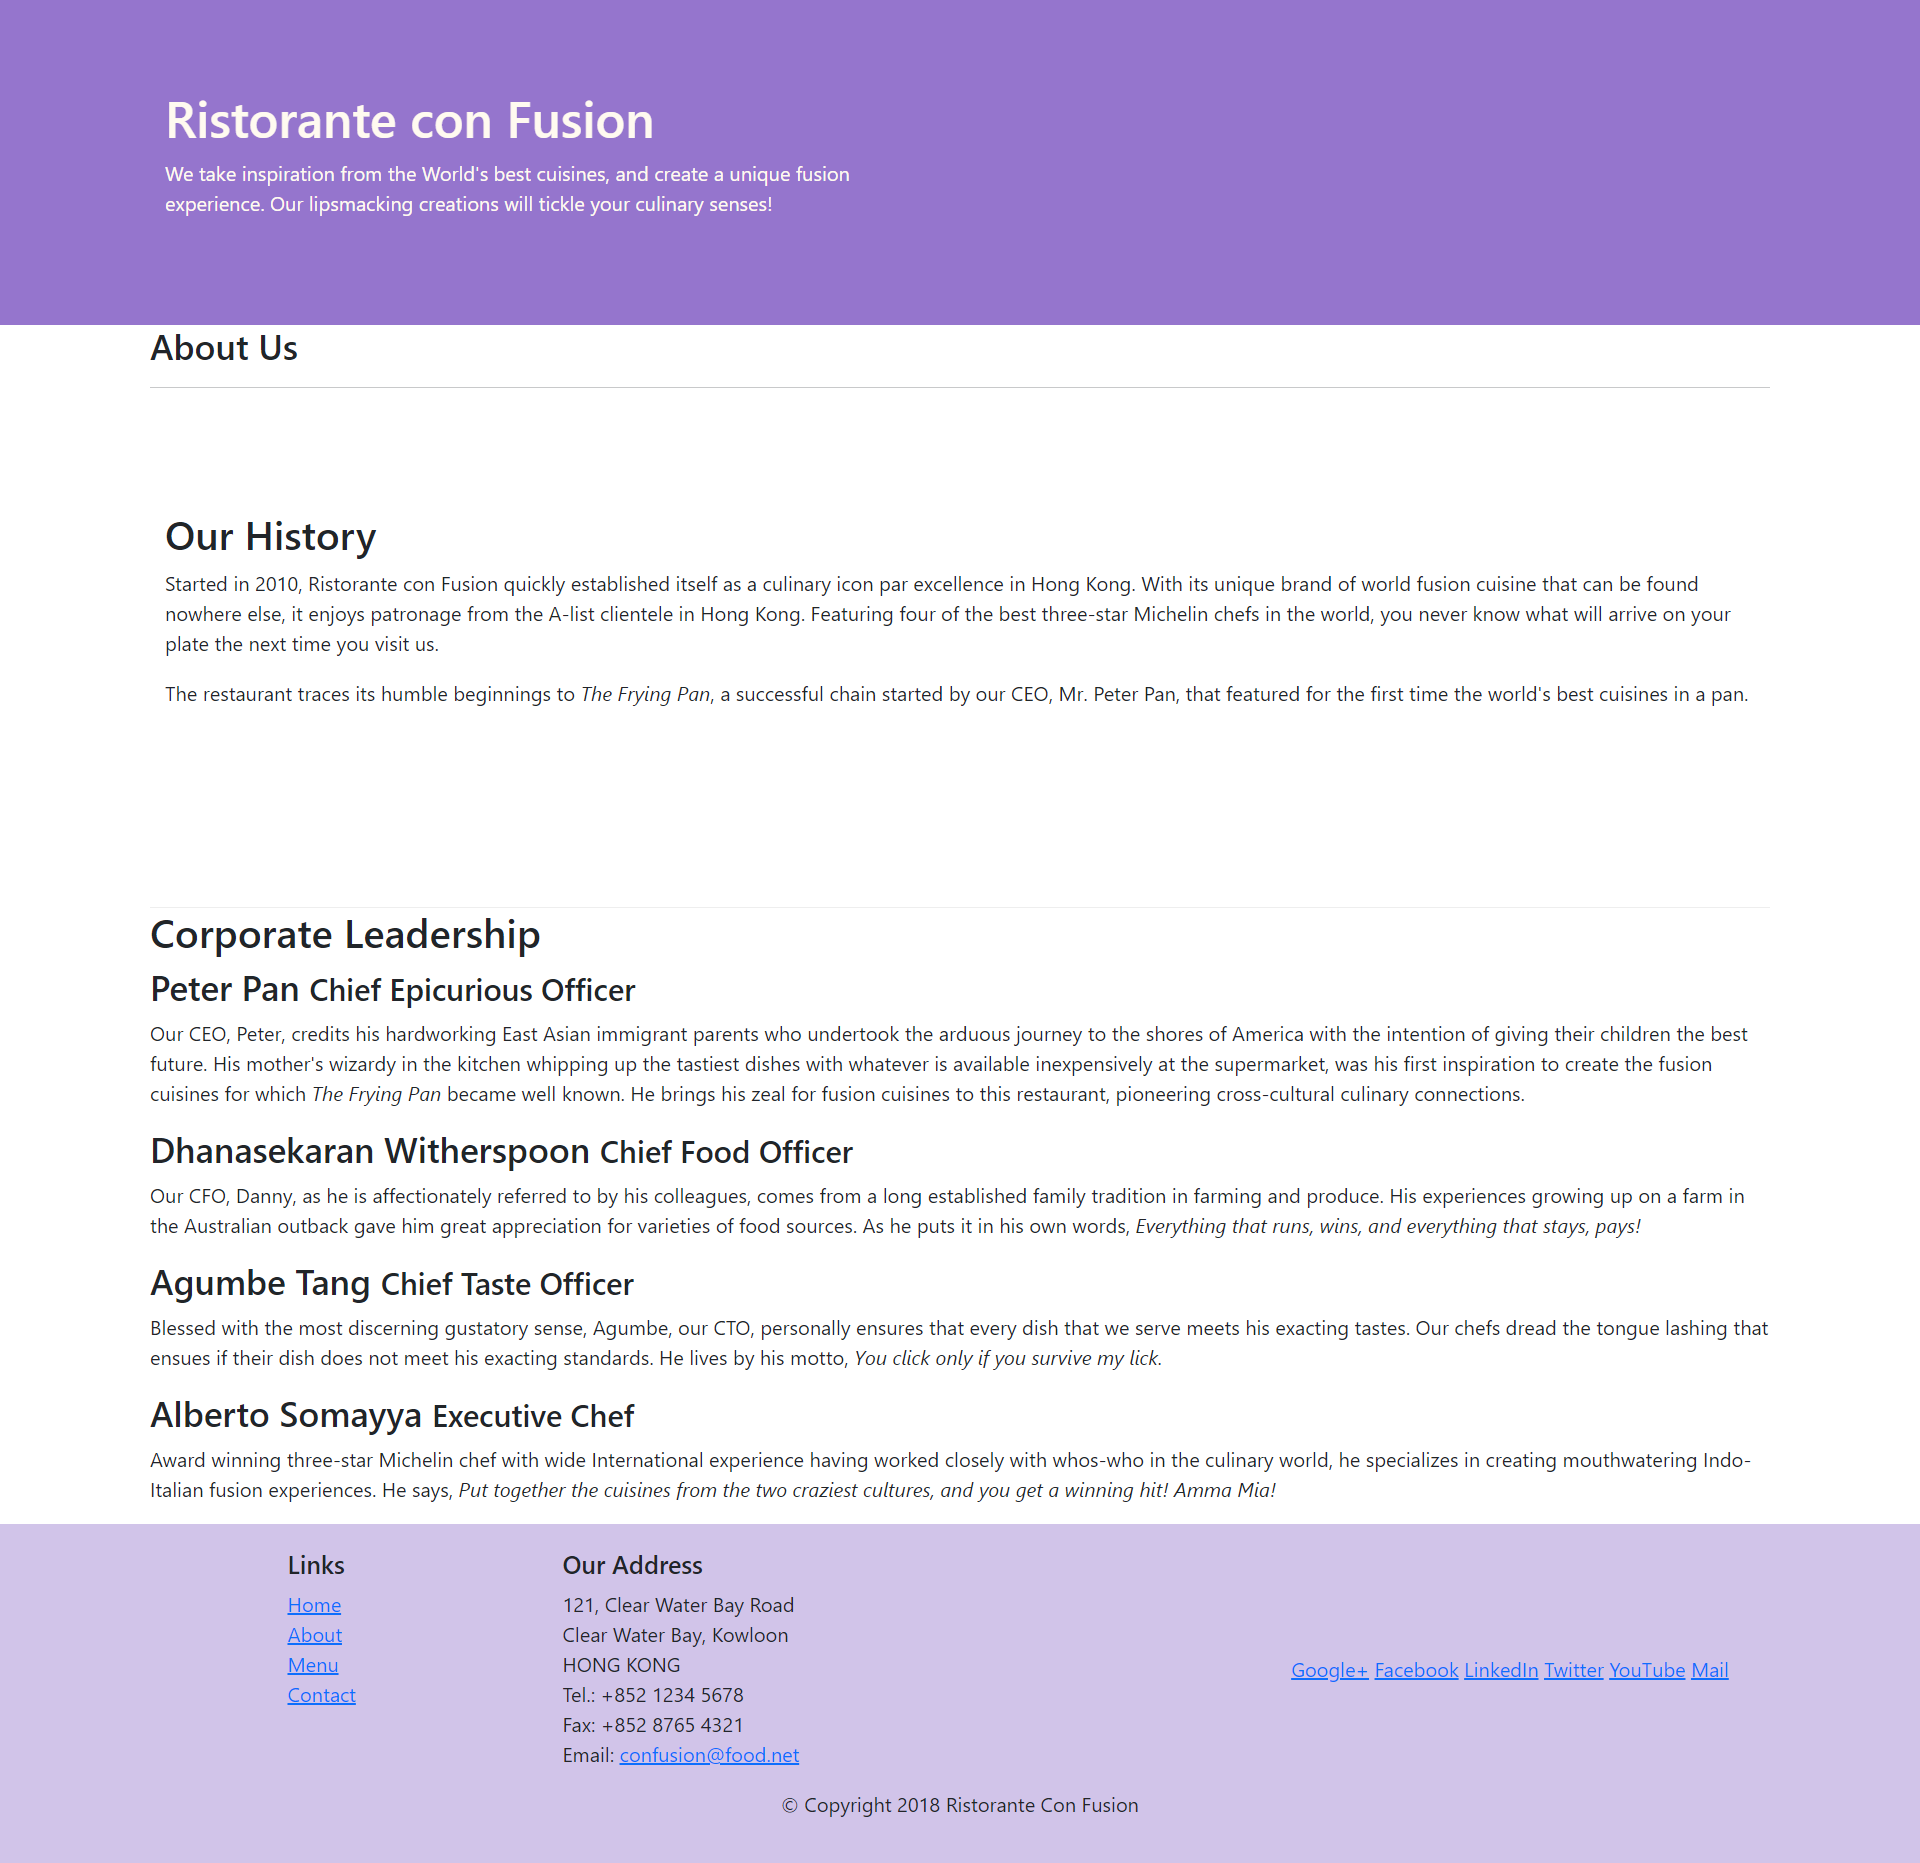 Ristorante con Fusion
We take inspiration from the World's best cuisines, and create a unique fusion
experience. Our lipsmacking creations will tickle your culinary senses!
About Us
Our History
Started in 2010, Ristorante con Fusion quickly established itself as a culinary icon par excellence in Hong Kong. With its unique brand of world fusion cuisine that can be found
nowhere else, it enjoys patronage from the A-list clientele in Hong Kong. Featuring four of the best three-star Michelin chefs in the world, you never know what will arrive on your
plate the next time you visit us.
The restaurant traces its humble beginnings to The Frying Pan, a successful chain started by our CEO, Mr. Peter Pan, that featured for the first time the world's best cuisines in a pan.
Corporate Leadership
Peter Pan Chief Epicurious Officer
Our CEO, Peter, credits his hardworking East Asian immigrant parents who undertook the arduous journey to the shores of America with the intention of giving their children the best
future. His mother's wizardy in the kitchen whipping up the tastiest dishes with whatever is available inexpensively at the supermarket, was his first inspiration to create the fusion
cuisines for which The Frying Pan became well known. He brings his zeal for fusion cuisines to this restaurant, pioneering cross-cultural culinary connections.
Dhanasekaran Witherspoon Chief Food Officer
Our CFO, Danny, as he is affectionately referred to by his colleagues, comes from a long established family tradition in farming and produce. His experiences growing up on a farm in
the Australian outback gave him great appreciation for varieties of food sources. As he puts it in his own words, Everything that runs, wins, and everything that stays, pays!
Agumbe Tang Chief Taste Officer
Blessed with the most discerning gustatory sense, Agumbe, our CTO, personally ensures that every dish that we serve meets his exacting tastes. Our chefs dread the tongue lashing that
ensues if their dish does not meet his exacting standards. He lives by his motto, You click only if you survive my lick.
Alberto Somayya Executive Chef
Award winning three-star Michelin chef with wide International experience having worked closely with whos-who in the culinary world, he specializes in creating mouthwatering Indo-
Italian fusion experiences. He says, Put together the cuisines from the two craziest cultures, and you get a winning hit! Amma Mia!
Links
Home
About
Menu
Contact
Our Address
121, Clear Water Bay Road
Clear Water Bay, Kowloon
HONG KONG
Tel.: +852 1234 5678
Fax: +852 8765 4321
Email: confusion@food.net
Google+ Facebook LinkedIn Twitter YouTube Mail
© Copyright 2018 Ristorante Con Fusion